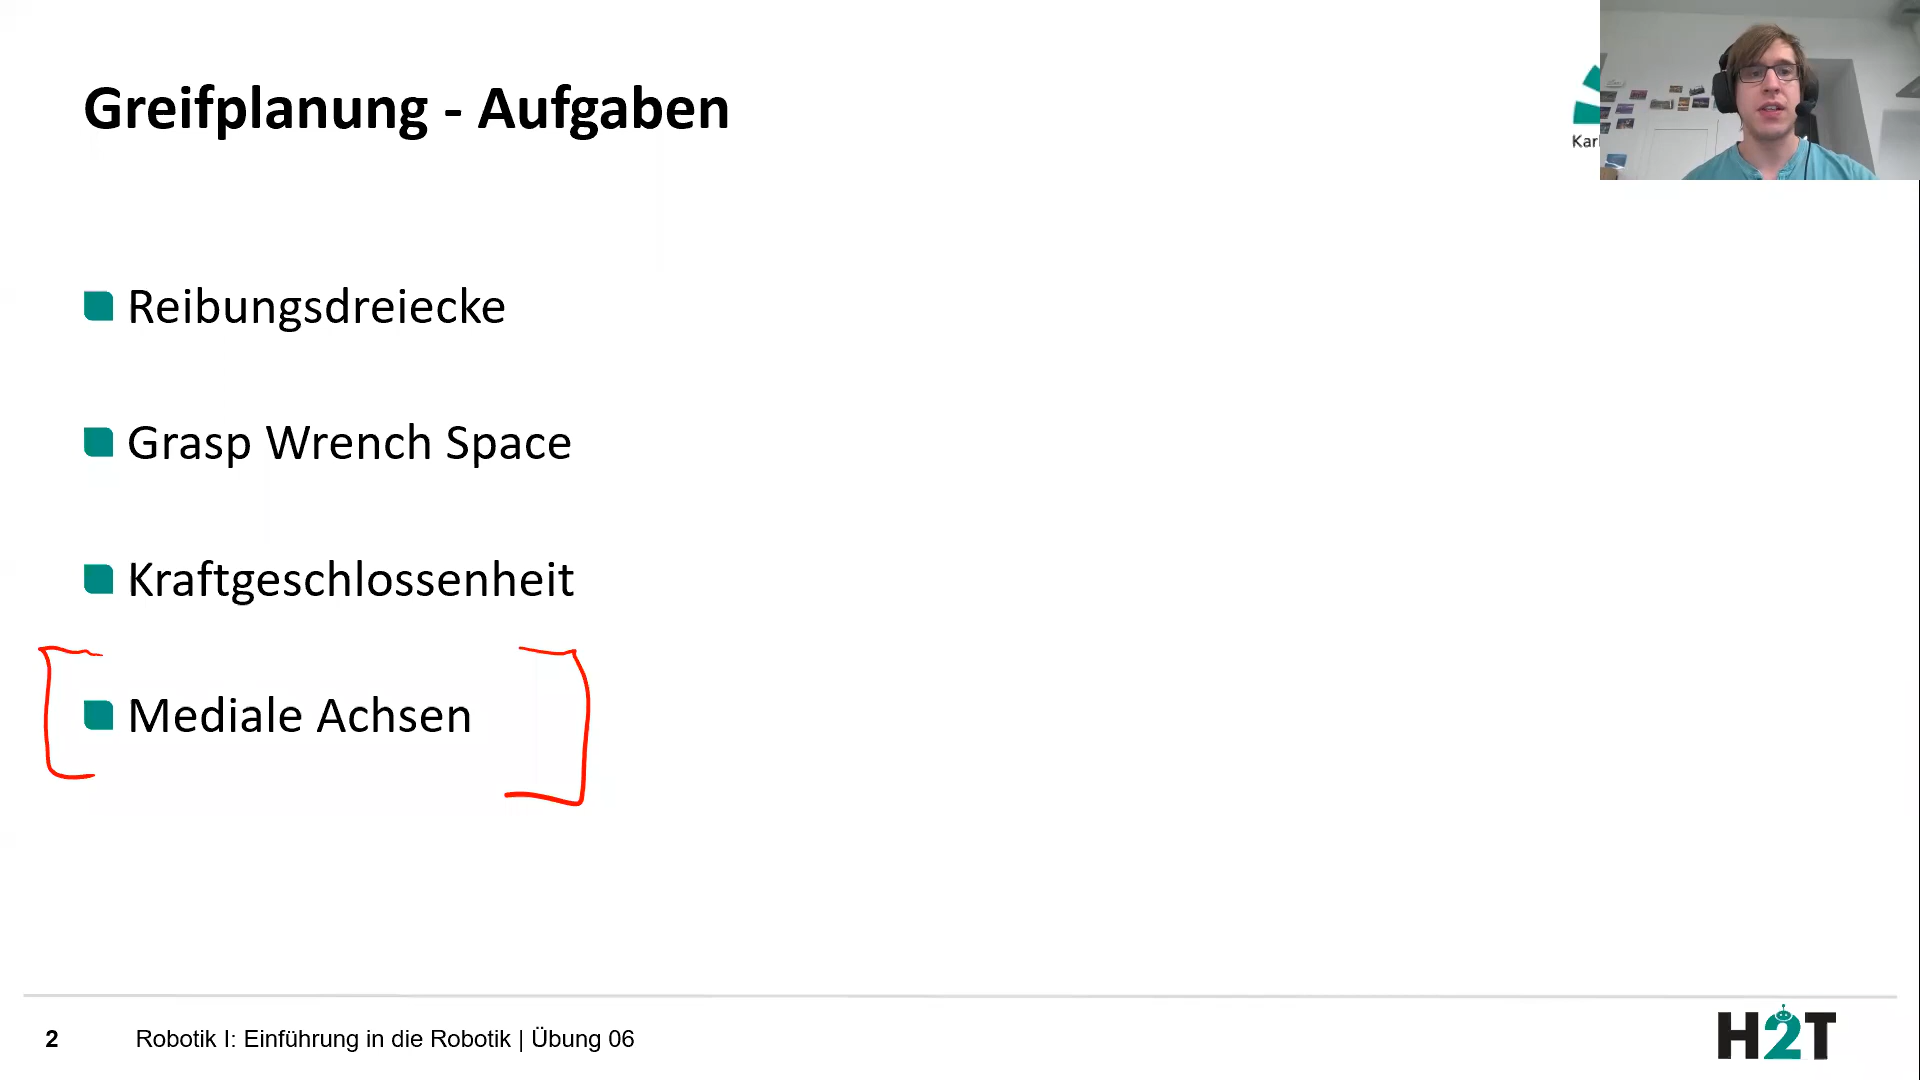 Greifplanung - Aufgaben
Reibungsdreiecke
Grasp Wrench Space
Kraftgeschlossenheit
Mediale Achsen
2
Robotik I: Einführung in die Robotik | Übung 06
H2T